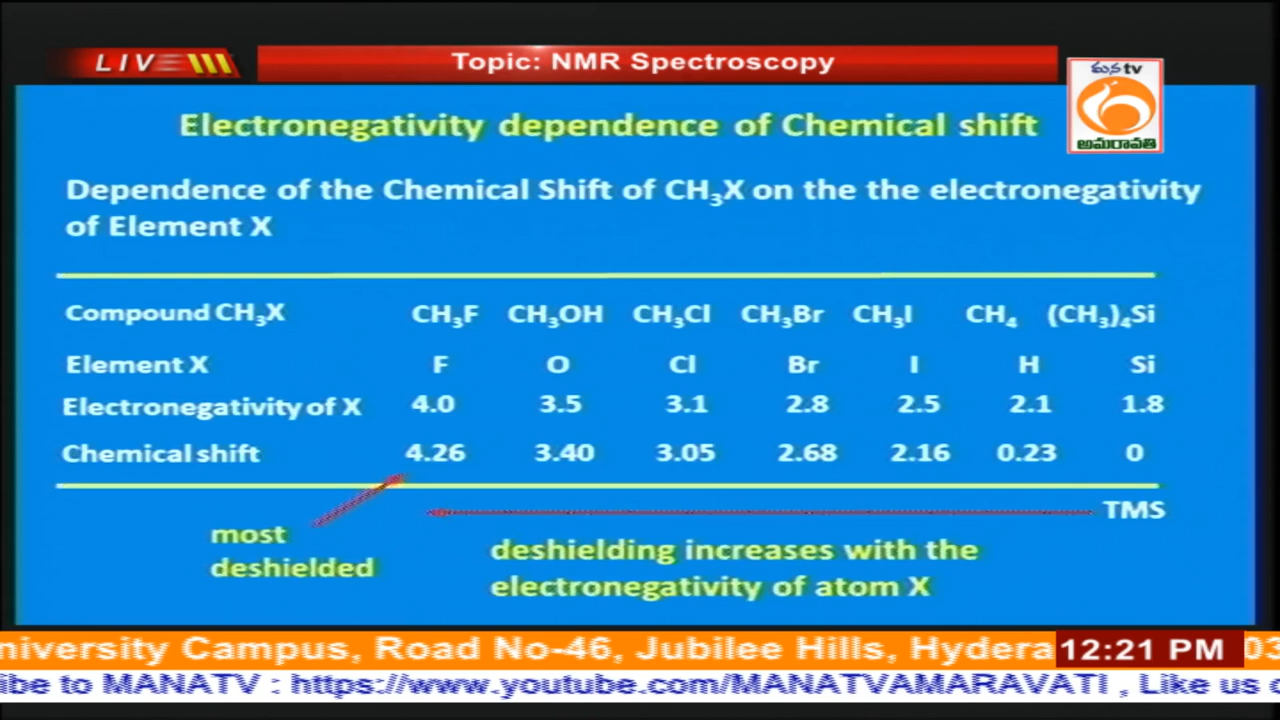 LIVE
Topic: NMR Spectroscopy
మన tv
అమరావతి
Electronegativity dependence of Chemical shift
Dependence of the Chemical Shift of CH₃X on the the electronegativity
of Element X
Compound CH₃X CH₃F CH₃OH CH₃Cl CH₃Br CH₃I CH₄ (CH₃)₄Si
Element X F O Cl Br I H Si
Electronegativity of X 4.0 3.5 3.1 2.8 2.5 2.1 1.8
Chemical shift 4.26 3.40 3.05 2.68 2.16 0.23 0
TMS
most
deshielded
deshielding increases with the
electronegativity of atom X
niversity Campus, Road No-46, Jubilee Hills, Hydera 12:21 PM 03
ibe to MANATV : https://www.youtube.com/MANATVAMARAVATI , Like us